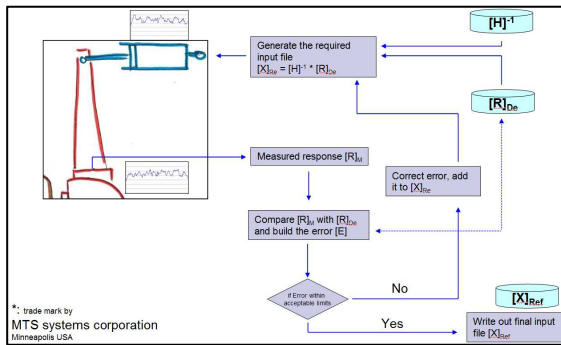 [H]-1
Generate the required
input file
[X]Re = [H]-1 * [R]De
[R]De
Measured response [R]M
Correct error, add
it to [X]Re
Compare [R]M with [R]De
and build the error [E]
if Error within
acceptable limits
No
Yes
[X]Ref
Write out final input
file [X]Ref
*: trade mark by
MTS systems corporation
Minneapolis USA